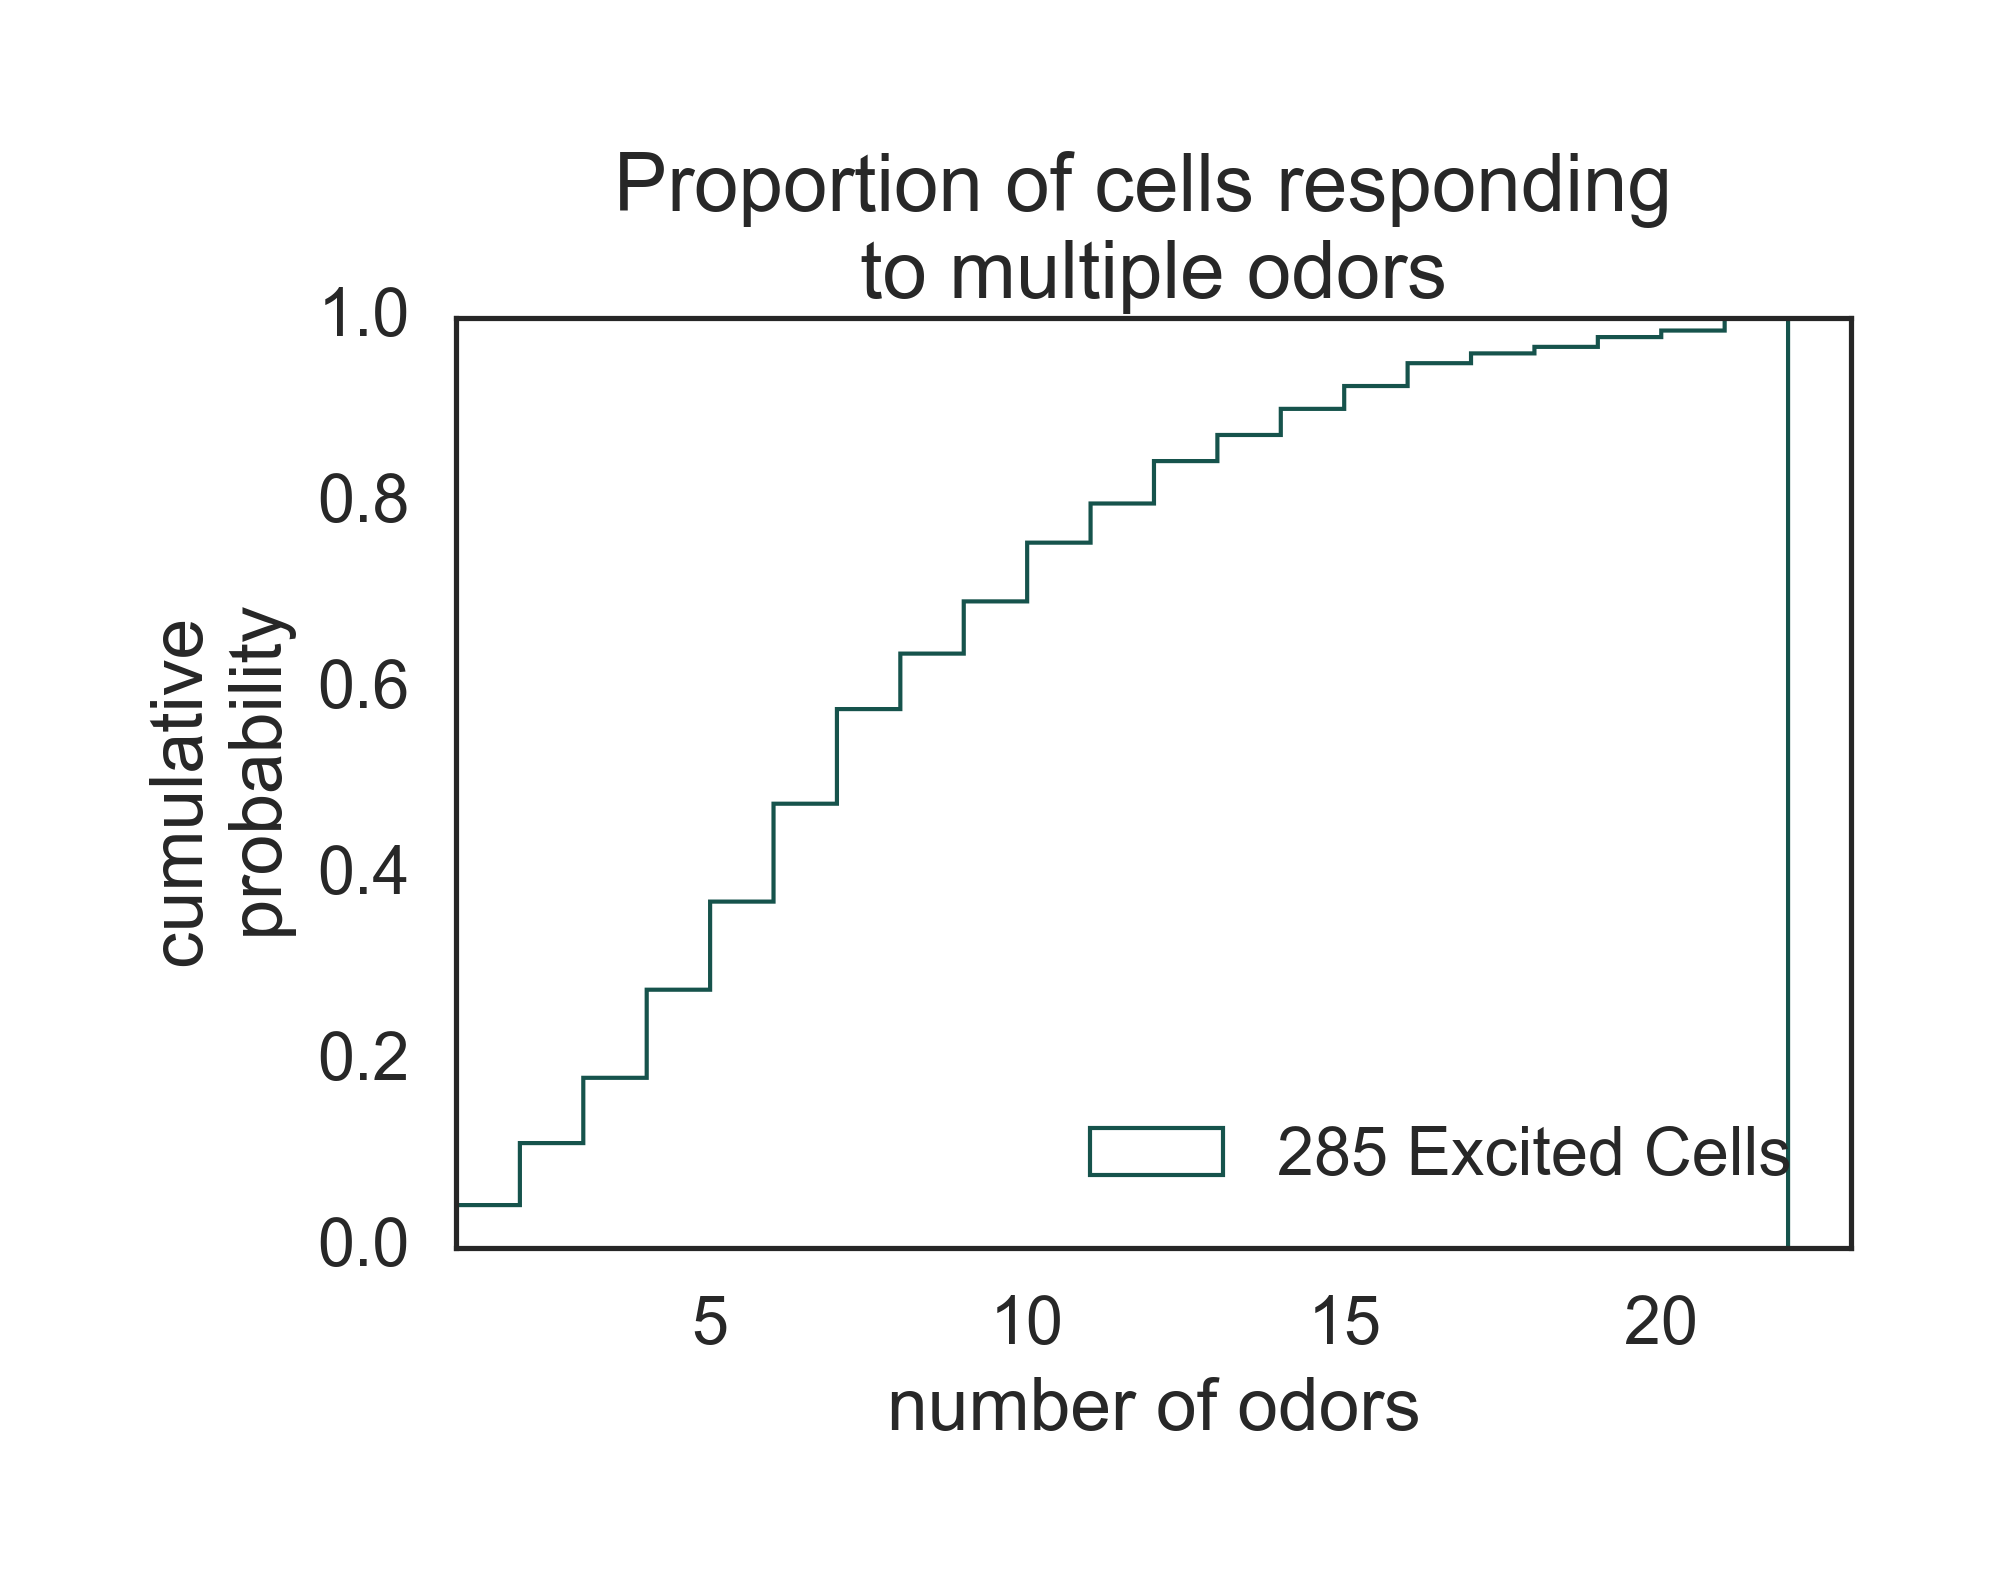 Proportion of cells responding
to multiple odors
1.0
0.8
0.6
0.4
0.2
0.0
cumulative
probability
285 Excited Cells
5 10 15 20
number of odors